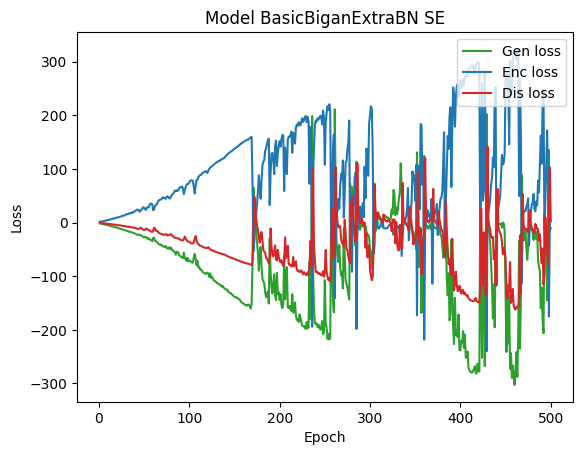 Model BasicBiganExtraBN SE
Gen loss
Enc loss
Dis loss
Loss
300
200
100
0
−100
−200
−300
0 100 200 300 400 500
Epoch